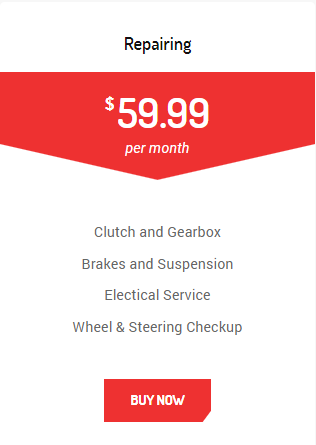 Repairing
$59.99
per month
Clutch and Gearbox
Brakes and Suspension
Electical Service
Wheel & Steering Checkup
BUY NOW